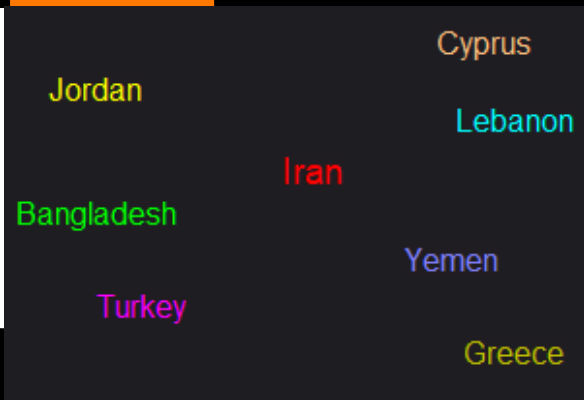 Cyprus
Jordan
Lebanon
Iran
Bangladesh
Yemen
Turkey
Greece